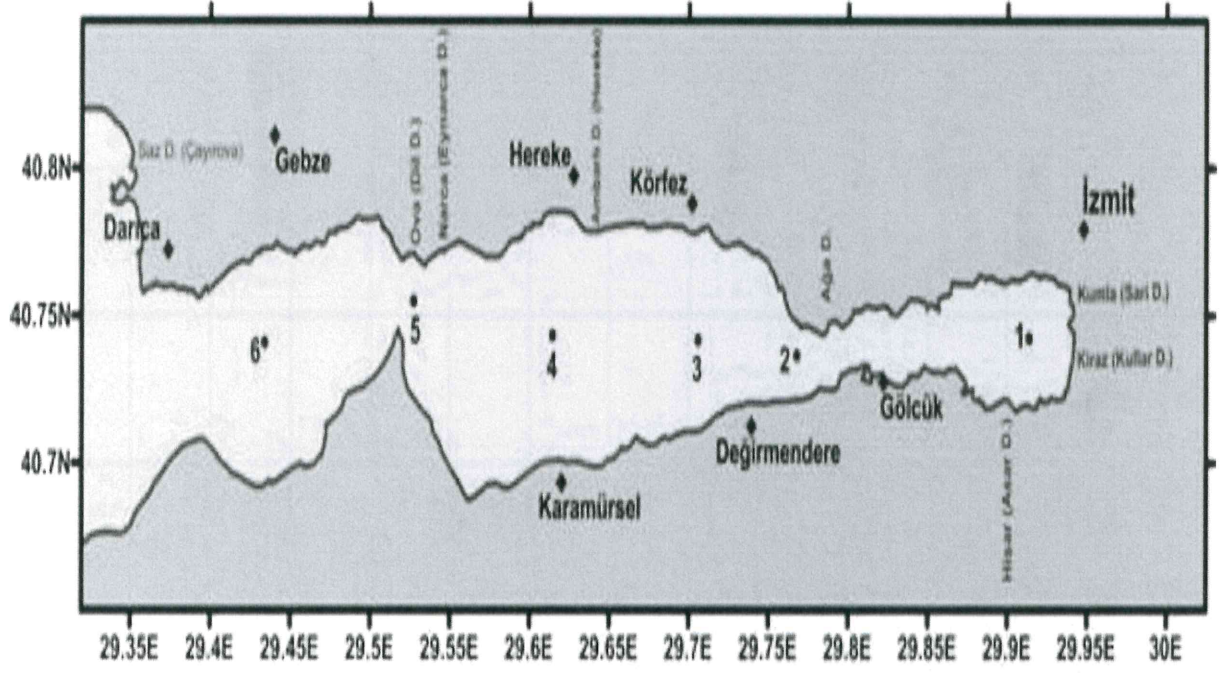 Saz D. (Çayırova)
Gebze
Ova (Dil D.)
Narca (Eynarca D.)
Hereke
Ambarlı D. (Hereke)
Körfez
İzmit
Darıca
Ağa D.
Kumla (Sarı D.)
Kiraz (Kullar D.)
Hisar (Asar D.)
40.8N
40.75N
40.7N
6
5
4
3
2
1
Gölcük
Değirmendere
Karamürsel
29.35E 29.4E 29.45E 29.5E 29.55E 29.6E 29.65E 29.7E 29.75E 29.8E 29.85E 29.9E 29.95E 30E